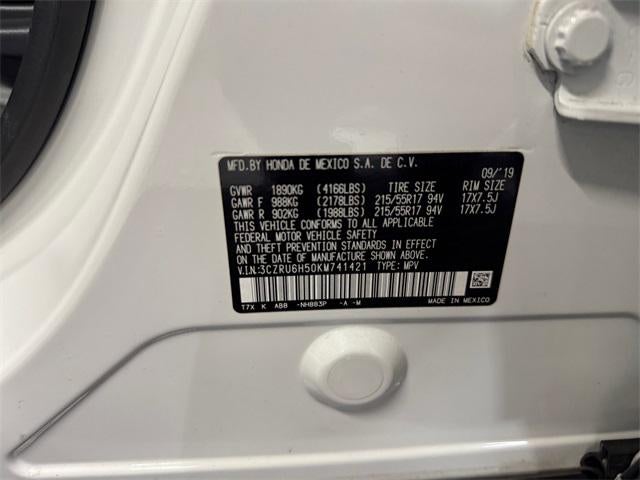 MFD.BY HONDA DE MEXICO S.A. DE C.V. 09/'19
GVWR 1890KG (4166LBS) TIRE SIZE RIM SIZE
GAWR F 988KG (2178LBS) 215/55R17 94V 17X7.5J
GAWR R 902KG (1988LBS) 215/55R17 94V 17X7.5J
THIS VEHICLE CONFORMS TO ALL APPLICABLE
FEDERAL MOTOR VEHICLE SAFETY
AND THEFT PREVENTION STANDARDS IN EFFECT
ON THE DATE OF MANUFACTURE SHOWN ABOVE.
V.I.N:3CZRU6H50KM741421 TYPE: MPV
T7X K ABB -NH883P -A -M MADE IN MEXICO